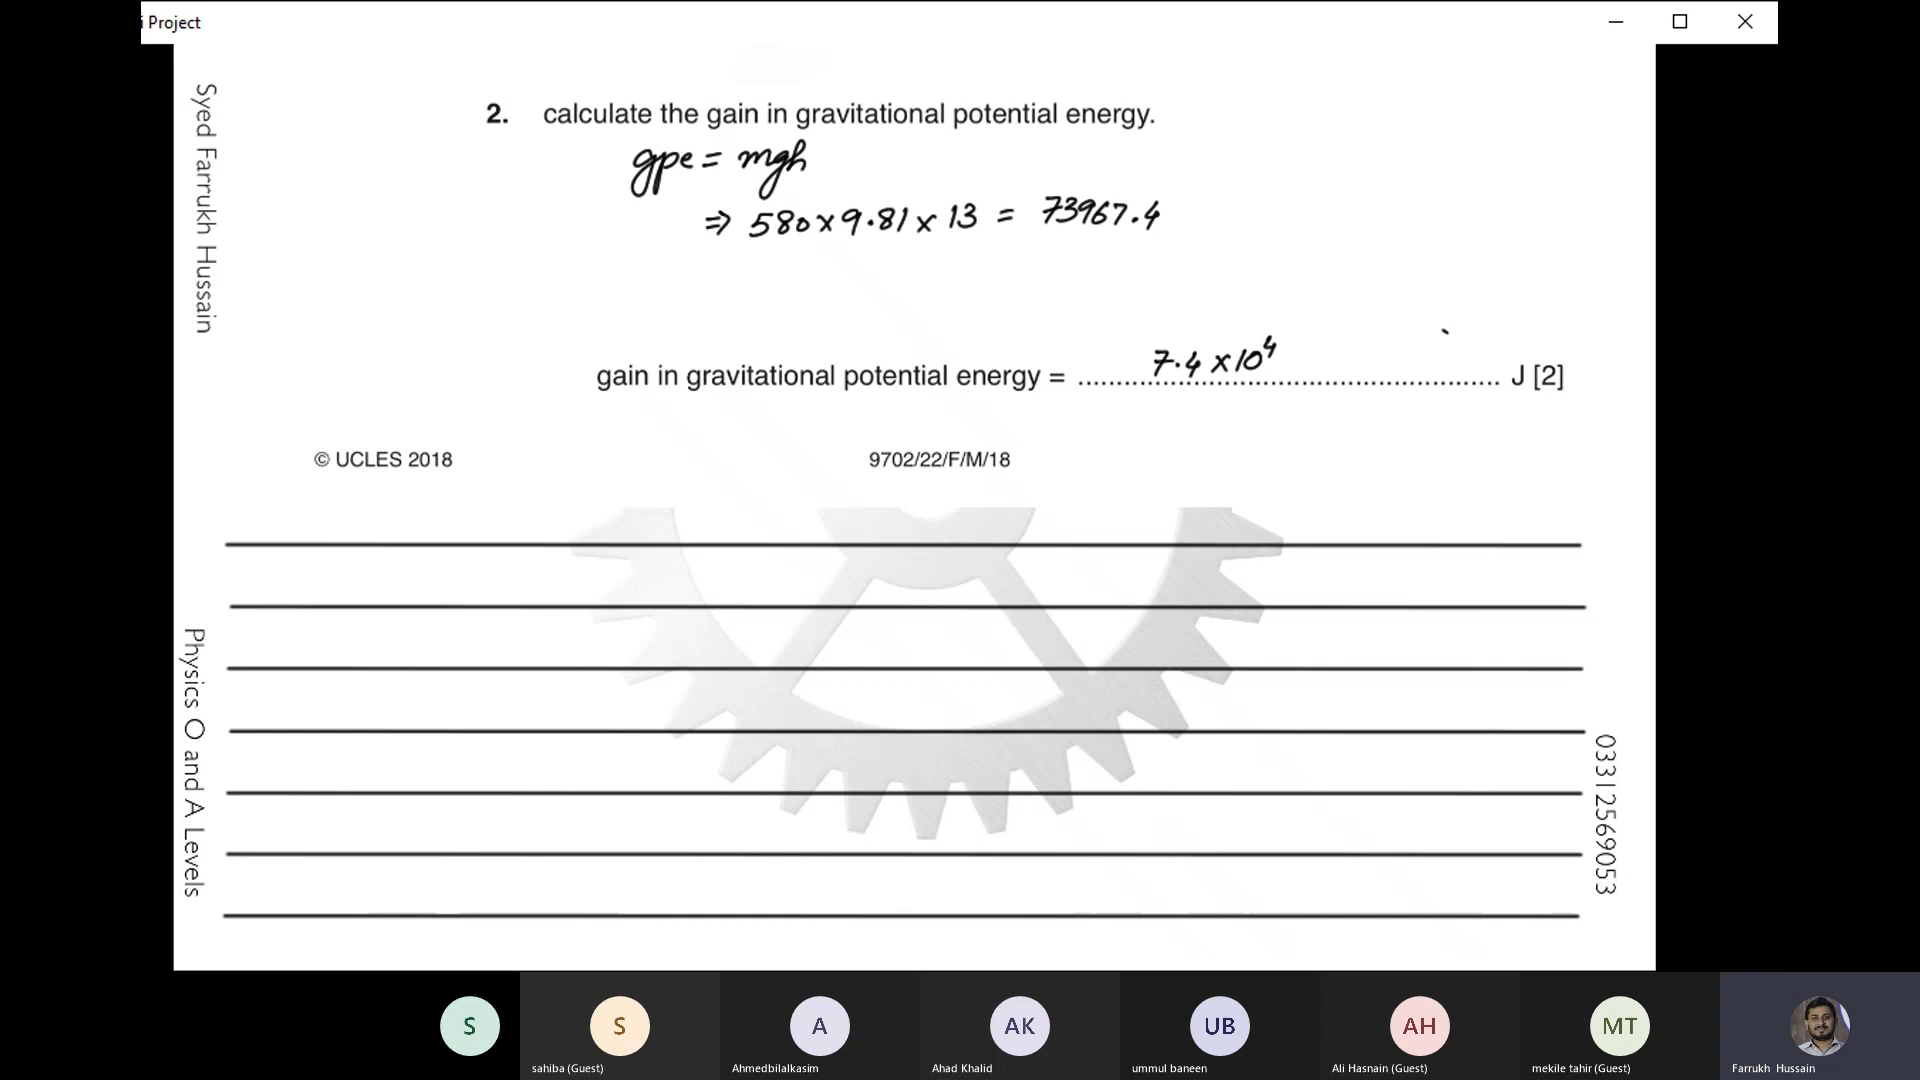 i Project
Syed Farrukh Hussain
2. calculate the gain in gravitational potential energy.
gpe = mgh
⇒ 580 × 9.81 × 13 = 73967.4
gain in gravitational potential energy = 7.4 × 10⁴ J [2]
© UCLES 2018 9702/22/F/M/18
Physics O and A Levels
03312569053
S S A AK UB AH MT
sahiba (Guest) Ahmedbilalkasim Ahad Khalid ummul baneen Ali Hasnain (Guest) mekile tahir (Guest) Farrukh Hussain